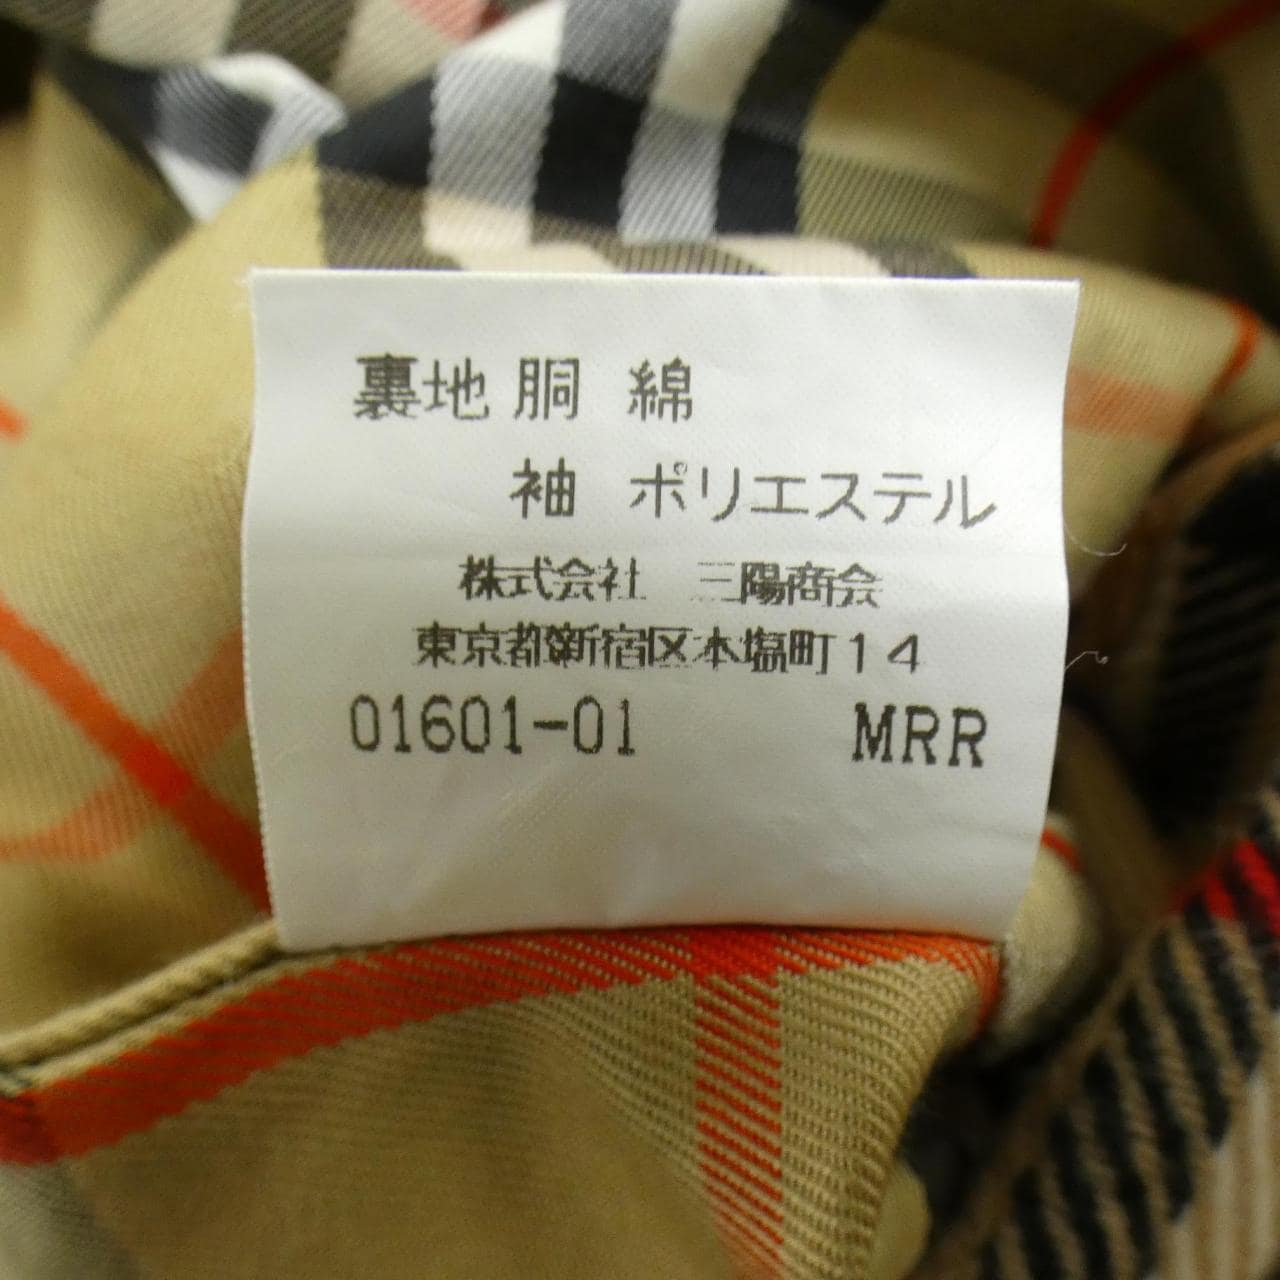 裏地 胴 綿
袖 ポリエステル
株式会社 三陽商会
東京都新宿区本塩町14
01601-01 MRR